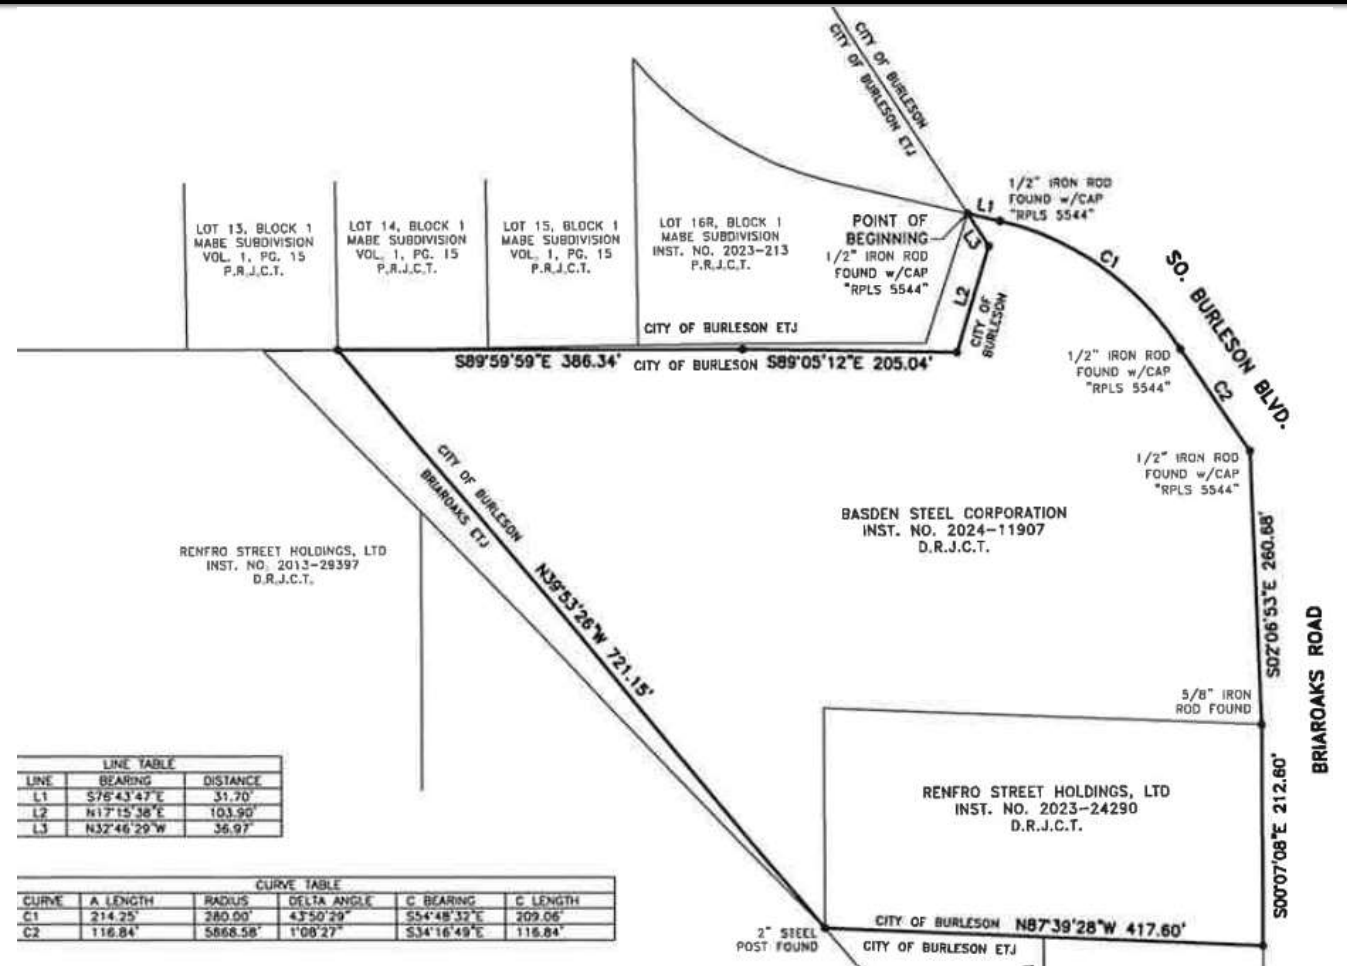 CITY OF BURLESON
CITY OF BURLESON ETJ
1/2" IRON ROD
FOUND w/CAP
"RPLS 5544"
L1
POINT OF
BEGINNING
1/2" IRON ROD
FOUND w/CAP
"RPLS 5544"
L3
L2
CITY OF
BURLESON
C1
SO. BURLESON BLVD.
LOT 13, BLOCK 1
MABE SUBDIVISION
VOL. 1, PG. 15
P.R.J.C.T.
LOT 14, BLOCK 1
MABE SUBDIVISION
VOL. 1, PG. 15
P.R.J.C.T.
LOT 15, BLOCK 1
MABE SUBDIVISION
VOL. 1, PG. 15
P.R.J.C.T.
LOT 16R, BLOCK 1
MABE SUBDIVISION
INST. NO. 2023-213
P.R.J.C.T.
CITY OF BURLESON ETJ
S89°59'59"E 386.34'
CITY OF BURLESON
S89°05'12"E 205.04'
1/2" IRON ROD
FOUND w/CAP
"RPLS 5544"
C2
1/2" IRON ROD
FOUND w/CAP
"RPLS 5544"
CITY OF BURLESON
BRIAROAKS ETJ
N39°53'26"W 721.15'
BASDEN STEEL CORPORATION
INST. NO. 2024-11907
D.R.J.C.T.
RENFRO STREET HOLDINGS, LTD
INST. NO. 2013-29397
D.R.J.C.T.
S02°06'53"E 260.68'
BRIAROAKS ROAD
5/8" IRON
ROD FOUND
S00°07'08"E 212.60'
RENFRO STREET HOLDINGS, LTD
INST. NO. 2023-24290
D.R.J.C.T.
LINE TABLE
LINE BEARING DISTANCE
L1 S76°43'47"E 31.70'
L2 N17°15'38"E 103.90'
L3 N32°46'29"W 36.97'
CURVE TABLE
CURVE A LENGTH RADIUS DELTA ANGLE C BEARING C LENGTH
C1 214.25' 280.00' 43°50'29" S54°48'32"E 209.06'
C2 116.84' 5868.58' 1°08'27" S34°16'49"E 116.84'
2" STEEL
POST FOUND
CITY OF BURLESON N87°39'28"W 417.60'
CITY OF BURLESON ETJ